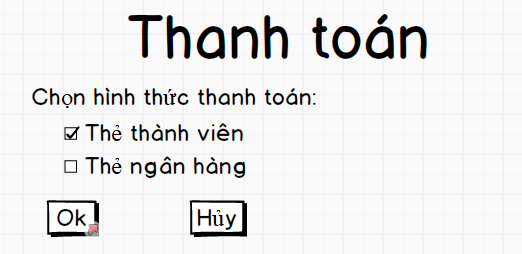 Thanh toán
Chọn hình thức thanh toán:
Thẻ thành viên
Thẻ ngân hàng
Ok Hủy